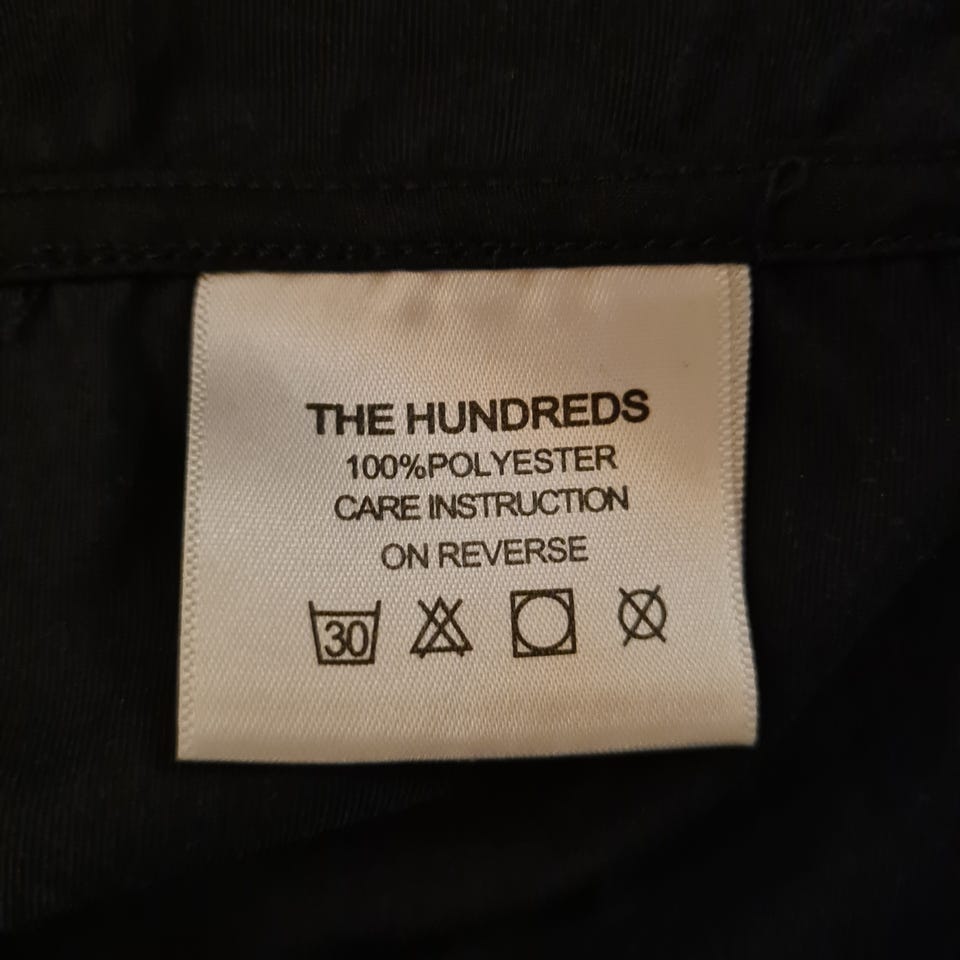 THE HUNDREDS
100%POLYESTER
CARE INSTRUCTION
ON REVERSE
30